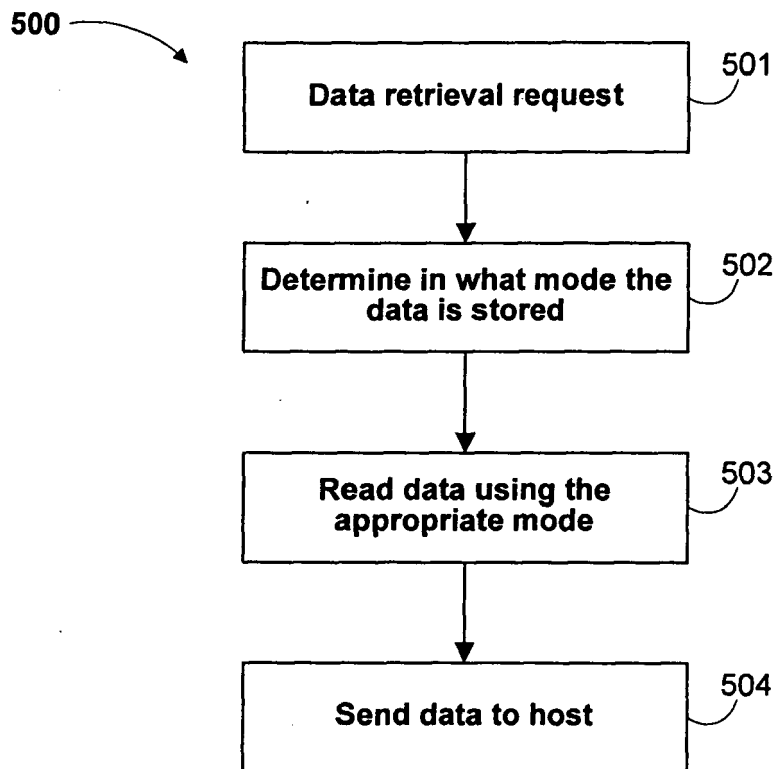 500
Data retrieval request
501
Determine in what mode the
data is stored
502
Read data using the
appropriate mode
503
Send data to host
504